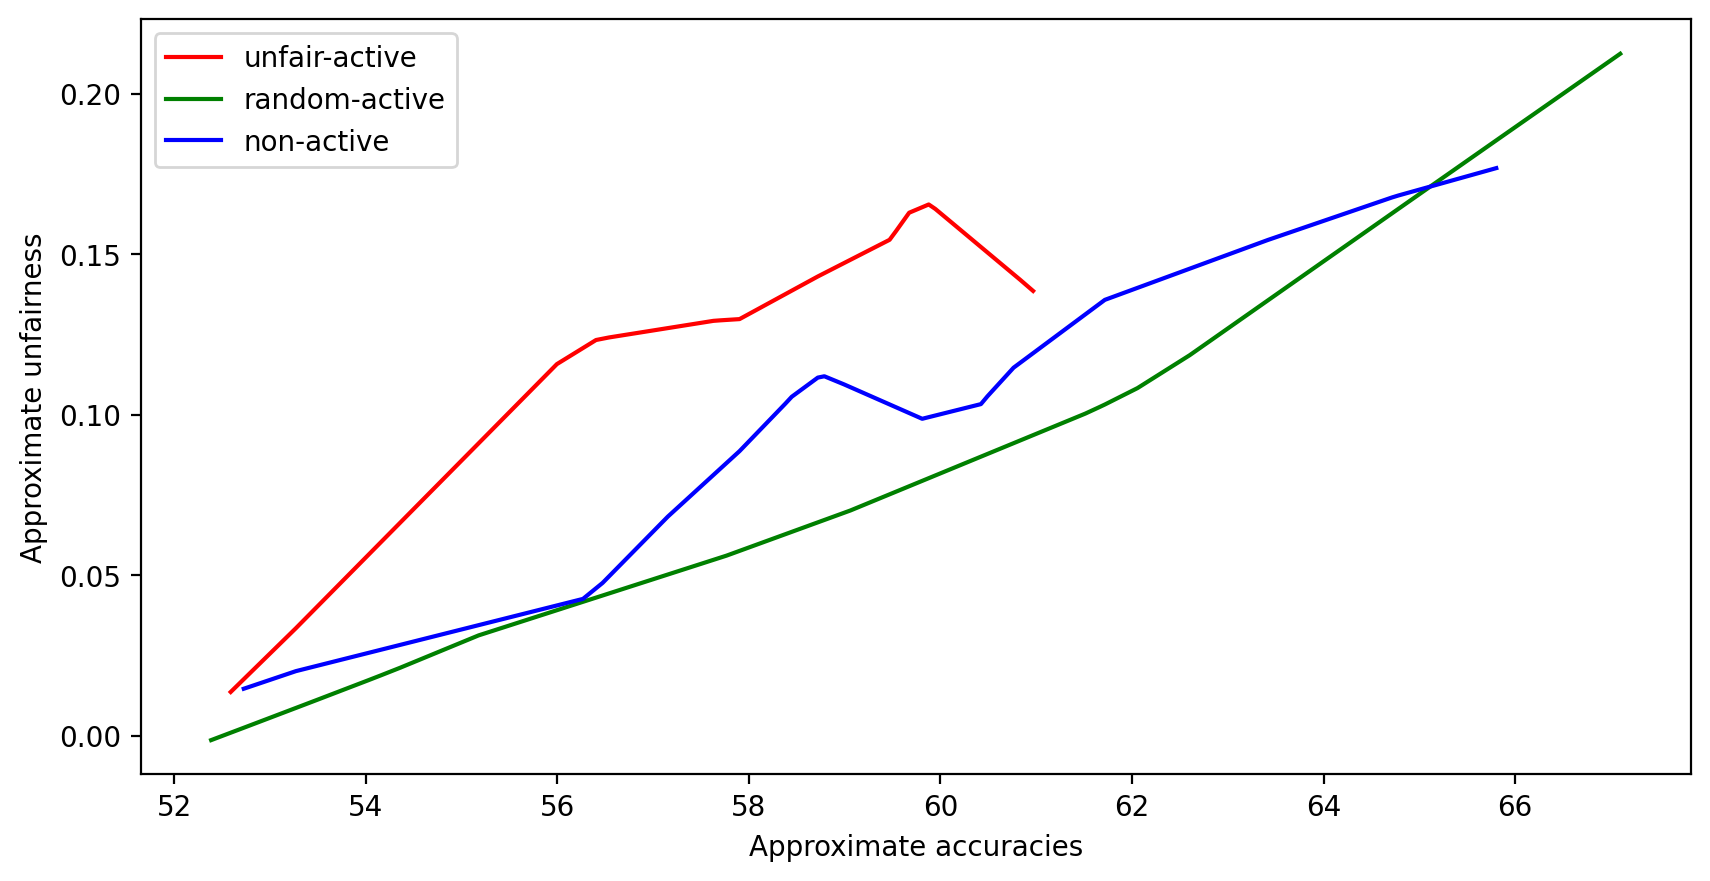 unfair-active
random-active
non-active
0.20
0.15
0.10
0.05
0.00
Approximate unfairness
52 54 56 58 60 62 64 66
Approximate accuracies